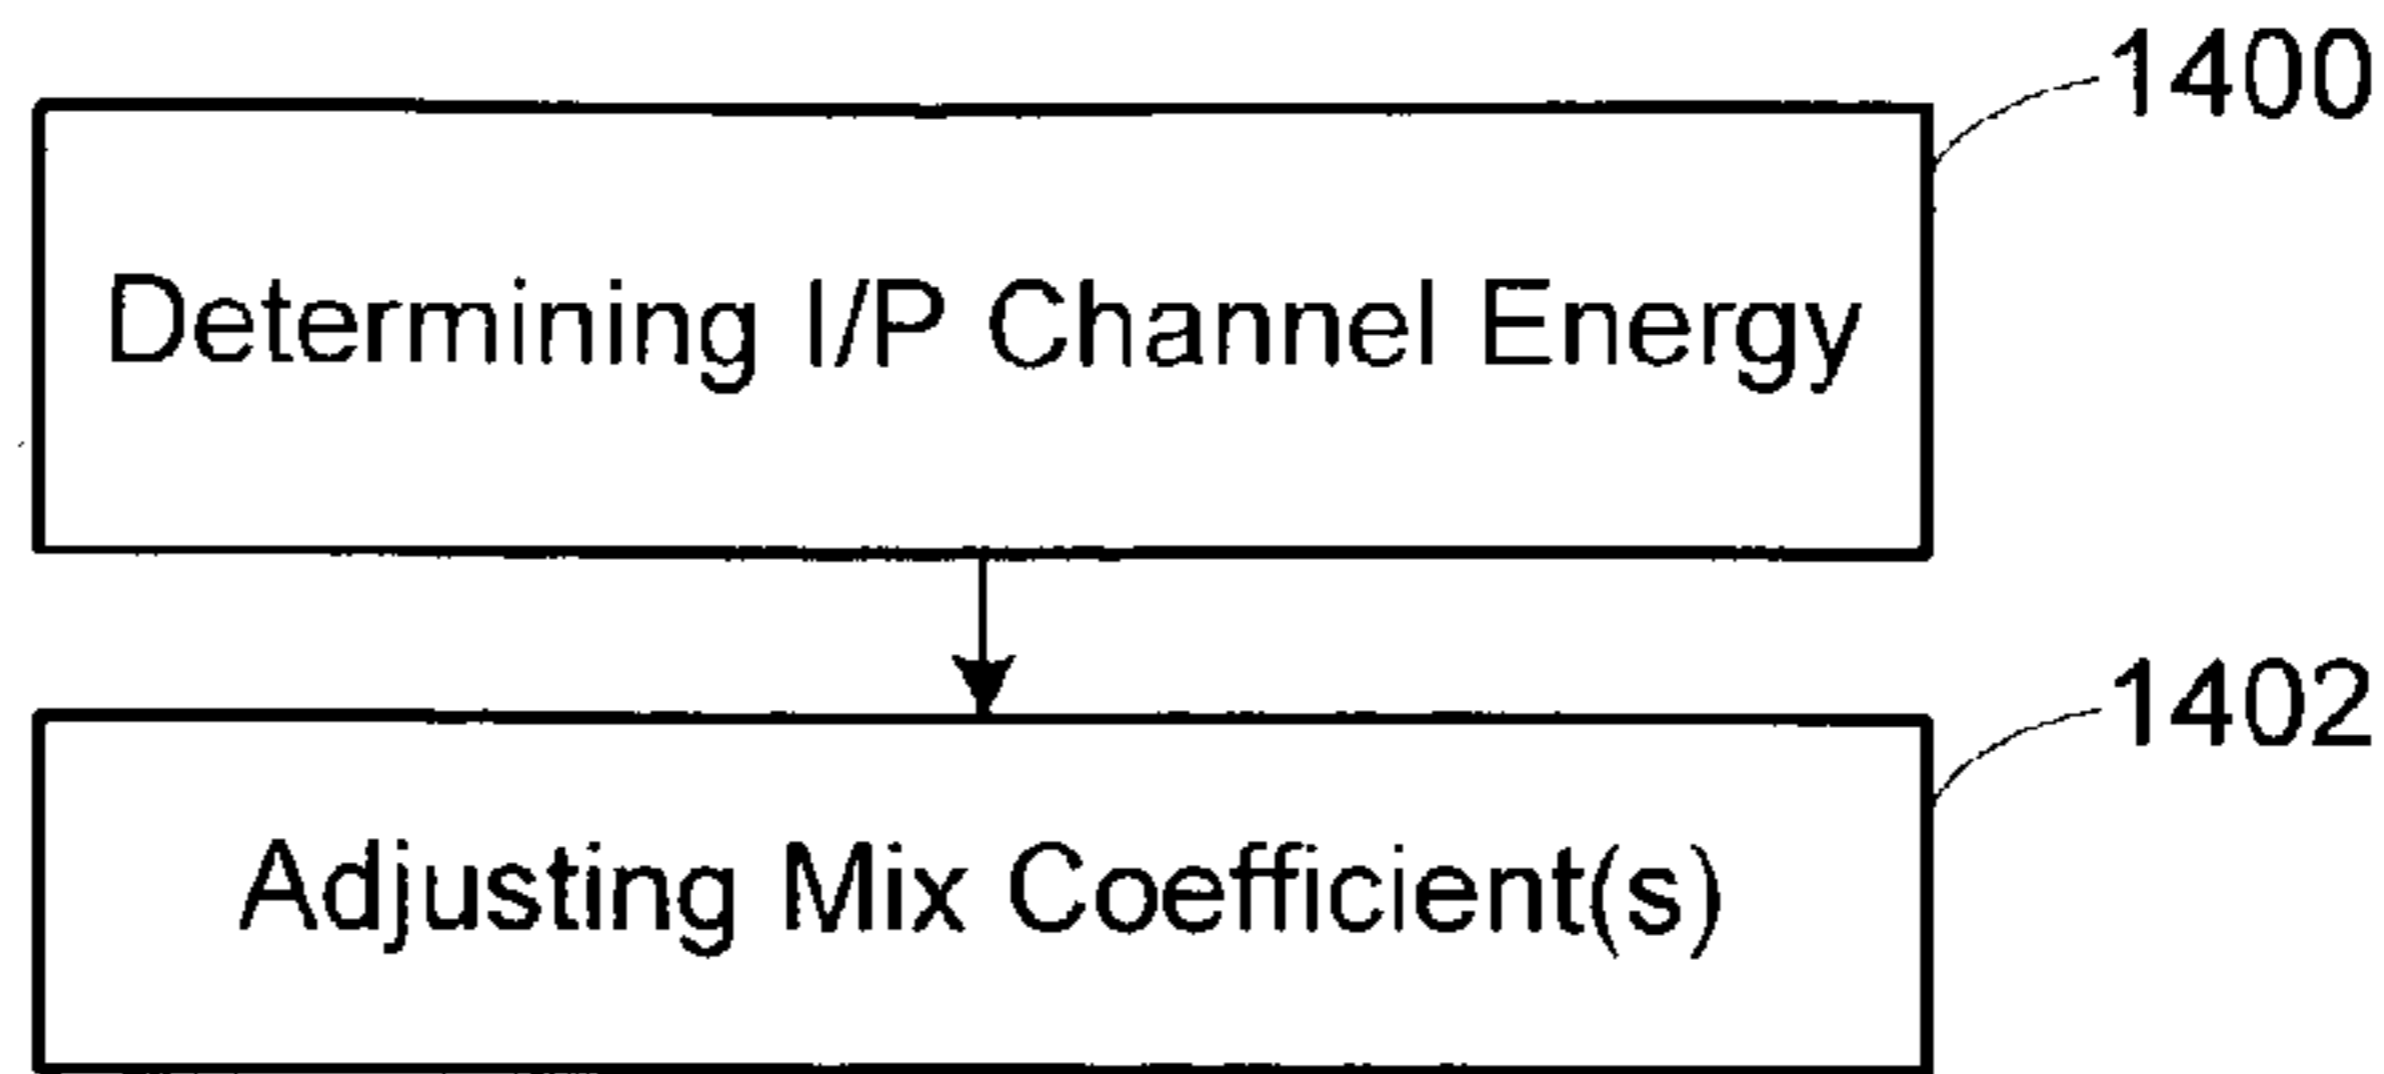 1400
Determining I/P Channel Energy
1402
Adjusting Mix Coefficient(s)